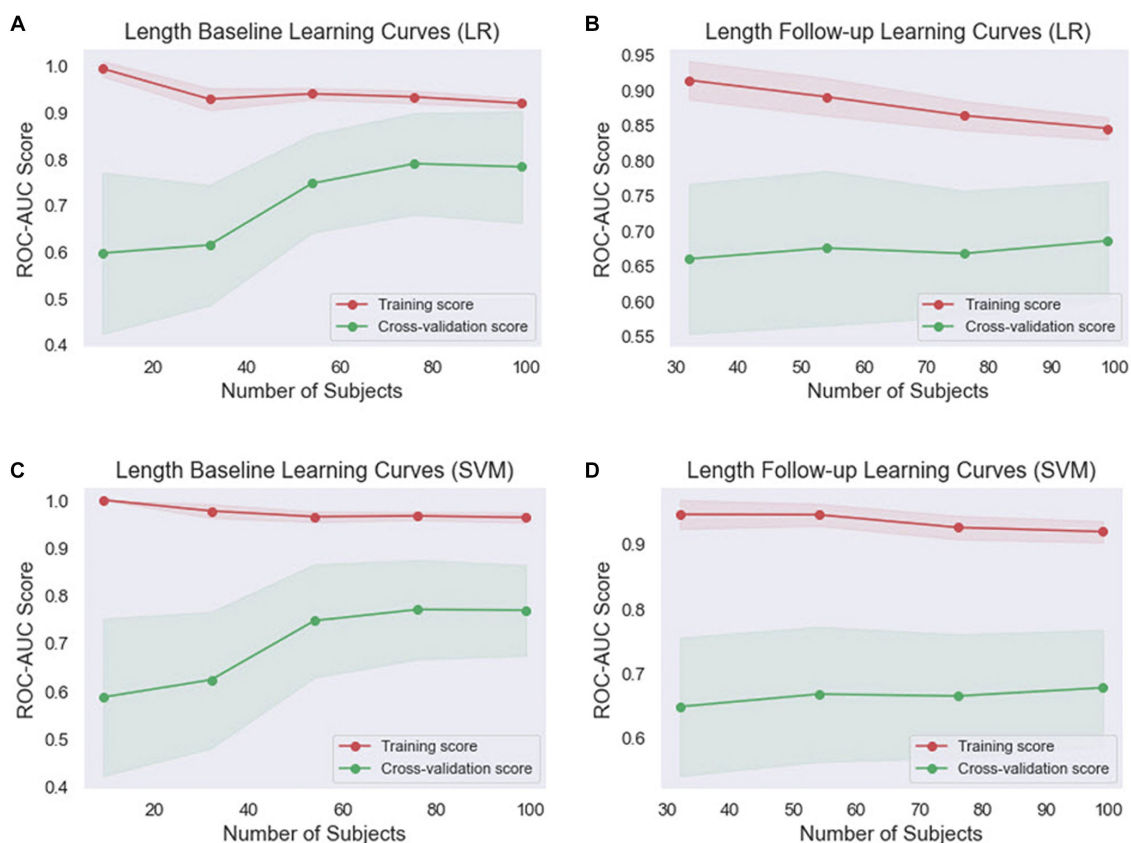 A
Length Baseline Learning Curves (LR)
ROC-AUC Score
1.0
0.9
0.8
0.7
0.6
0.5
0.4
Training score
Cross-validation score
20 40 60 80 100
Number of Subjects
B
Length Follow-up Learning Curves (LR)
ROC-AUC Score
0.95
0.90
0.85
0.80
0.75
0.70
0.65
0.60
0.55
Training score
Cross-validation score
30 40 50 60 70 80 90 100
Number of Subjects
C
Length Baseline Learning Curves (SVM)
ROC-AUC Score
1.0
0.9
0.8
0.7
0.6
0.5
0.4
Training score
Cross-validation score
20 40 60 80 100
Number of Subjects
D
Length Follow-up Learning Curves (SVM)
ROC-AUC Score
0.9
0.8
0.7
0.6
Training score
Cross-validation score
30 40 50 60 70 80 90 100
Number of Subjects